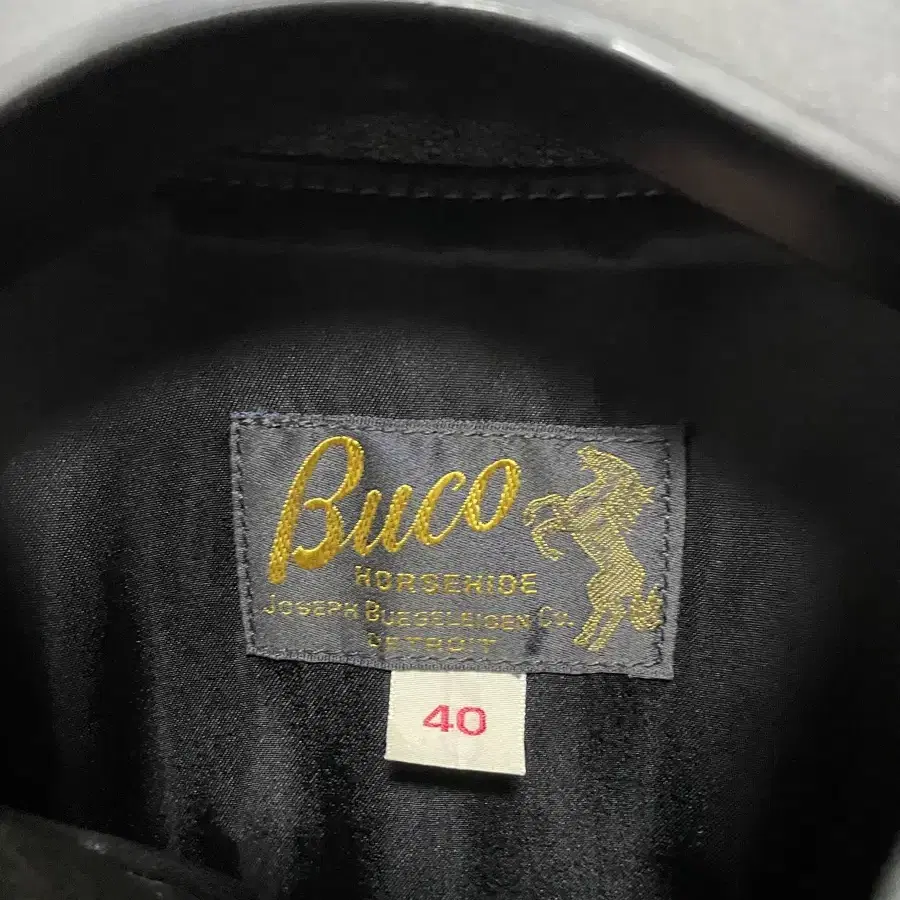 Buco
HORSEHIDE
JOSEPH BUEGELEISEN CO.
DETROIT
40